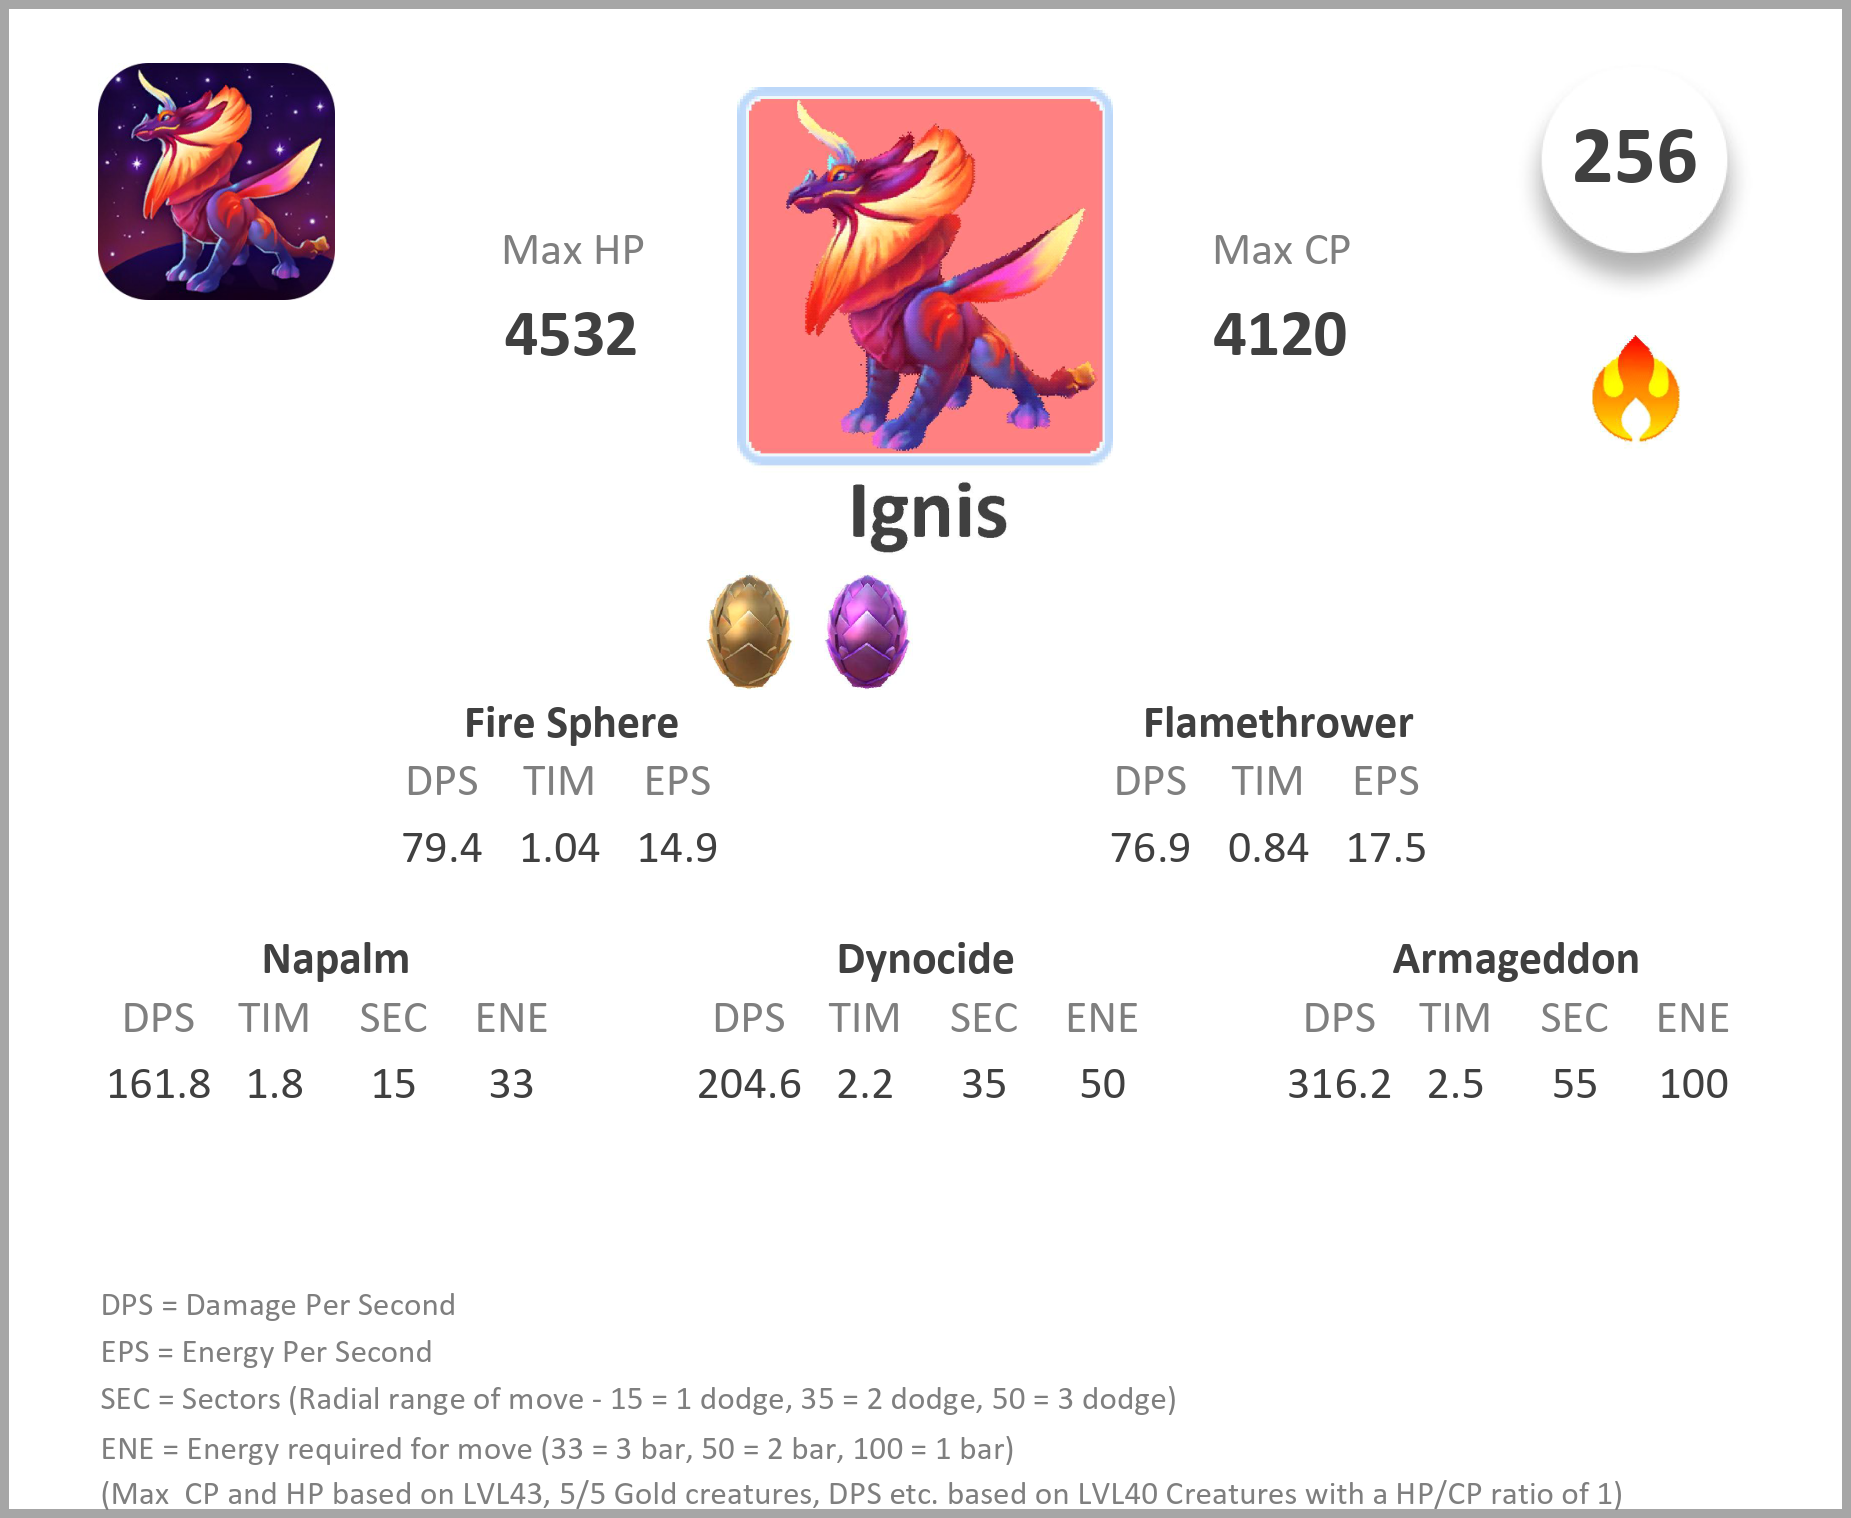 256
Max HP
Max CP
4532
4120
Ignis
Fire Sphere
DPS TIM EPS
79.4 1.04 14.9
Flamethrower
DPS TIM EPS
76.9 0.84 17.5
Napalm
DPS TIM SEC ENE
161.8 1.8 15 33
Dynocide
DPS TIM SEC ENE
204.6 2.2 35 50
Armageddon
DPS TIM SEC ENE
316.2 2.5 55 100
DPS = Damage Per Second
EPS = Energy Per Second
SEC = Sectors (Radial range of move - 15 = 1 dodge, 35 = 2 dodge, 50 = 3 dodge)
ENE = Energy required for move (33 = 3 bar, 50 = 2 bar, 100 = 1 bar)
(Max  CP and HP based on LVL43, 5/5 Gold creatures, DPS etc. based on LVL40 Creatures with a HP/CP ratio of 1)